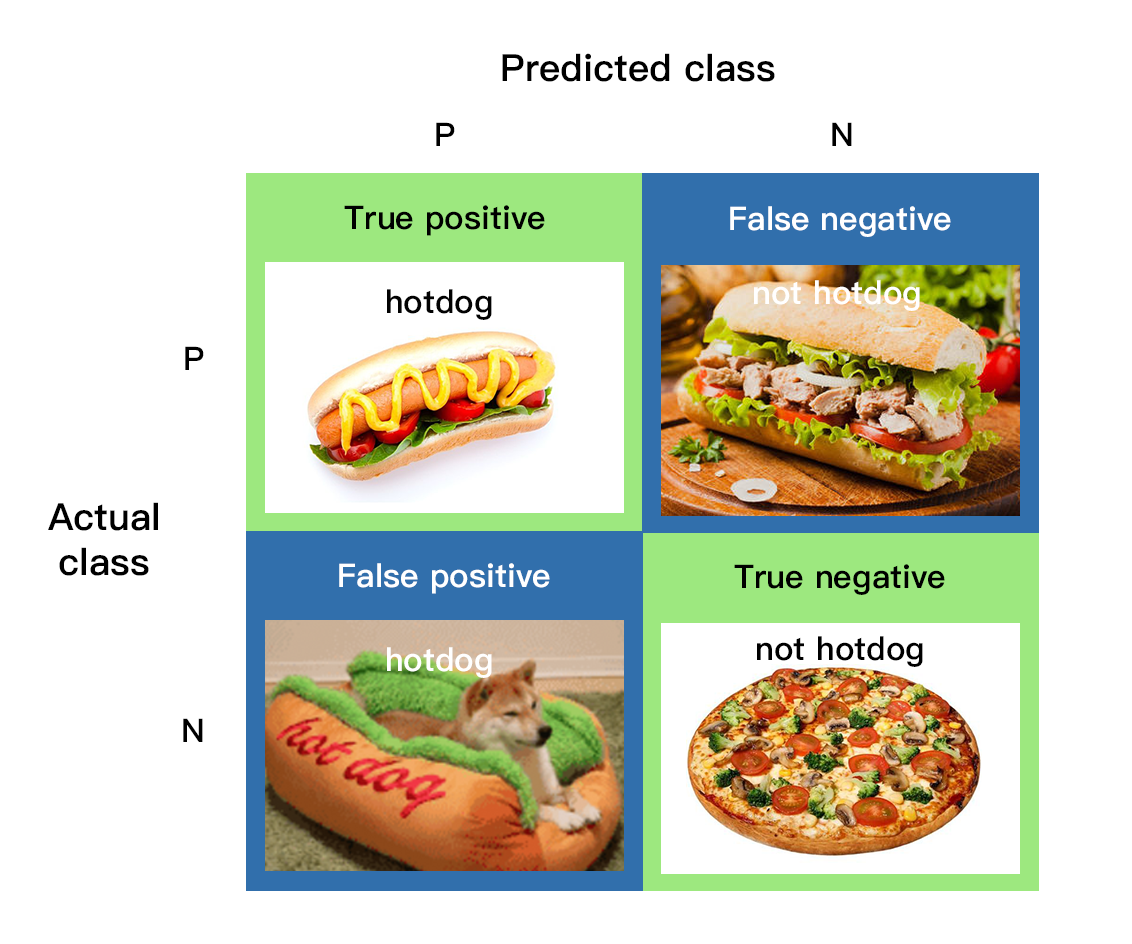 Predicted class
P
N
True positive
False negative
hotdog
not hotdog
P
Actual
class
False positive
True negative
hotdog
not hotdog
hot dog
N